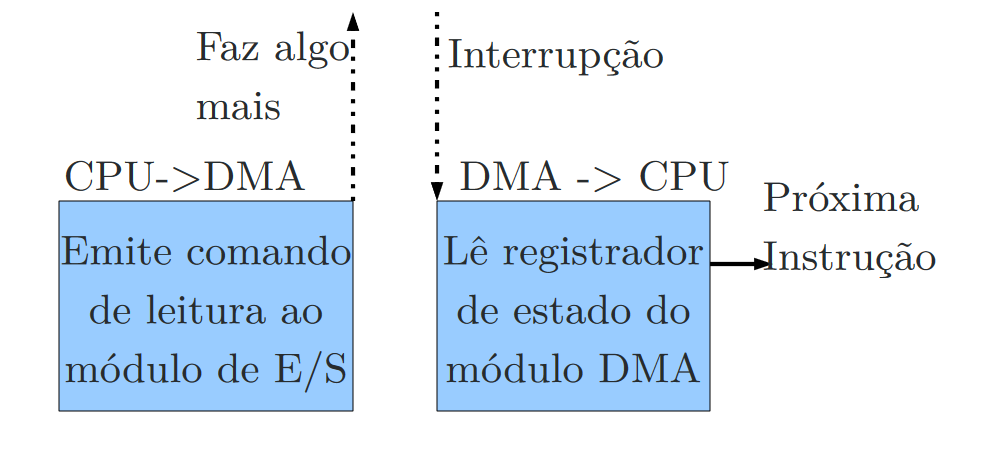 Faz algo
mais
CPU->DMA
Emite comando
de leitura ao
módulo de E/S
Interrupção
DMA -> CPU
Lê registrador
de estado do
módulo DMA
Próxima
Instrução